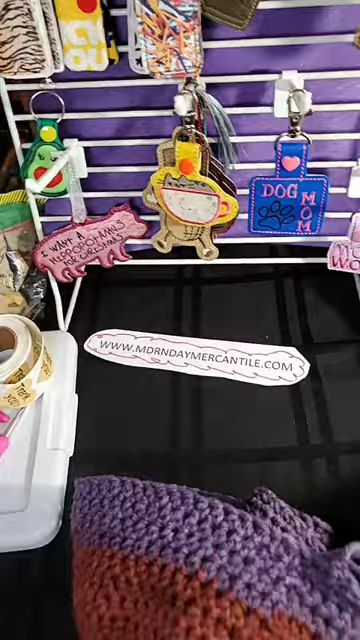 I WANT A
HIPPOPOTAMUS
FOR CHRISTMAS
DOG
MOM
WWW.MDRNDAYMERCANTILE.COM